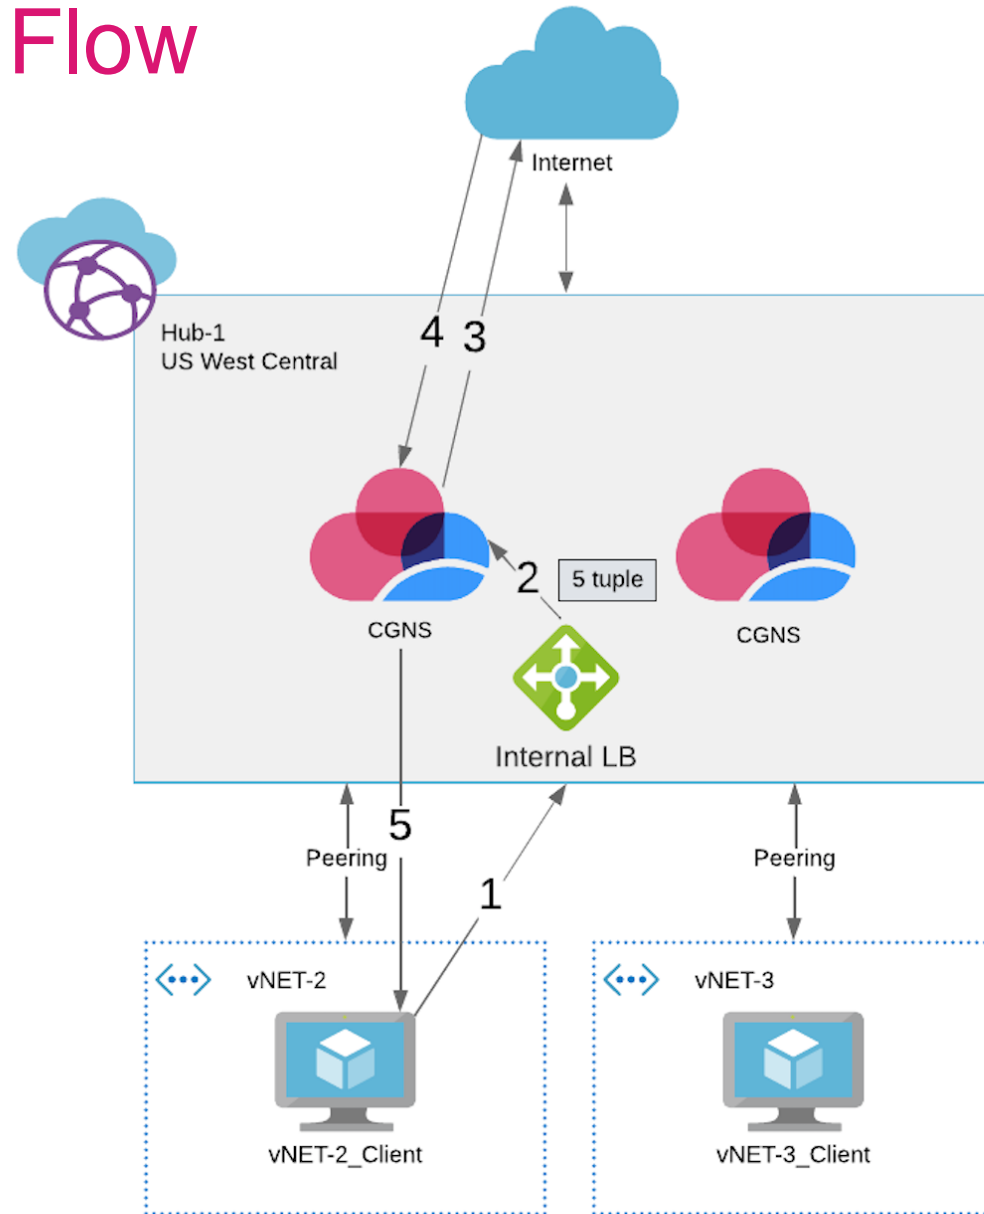 Flow
Internet
Hub-1
US West Central
4
3
2
5 tuple
CGNS
CGNS
Internal LB
5
Peering
Peering
1
vNET-2
vNET-3
vNET-2_Client
vNET-3_Client